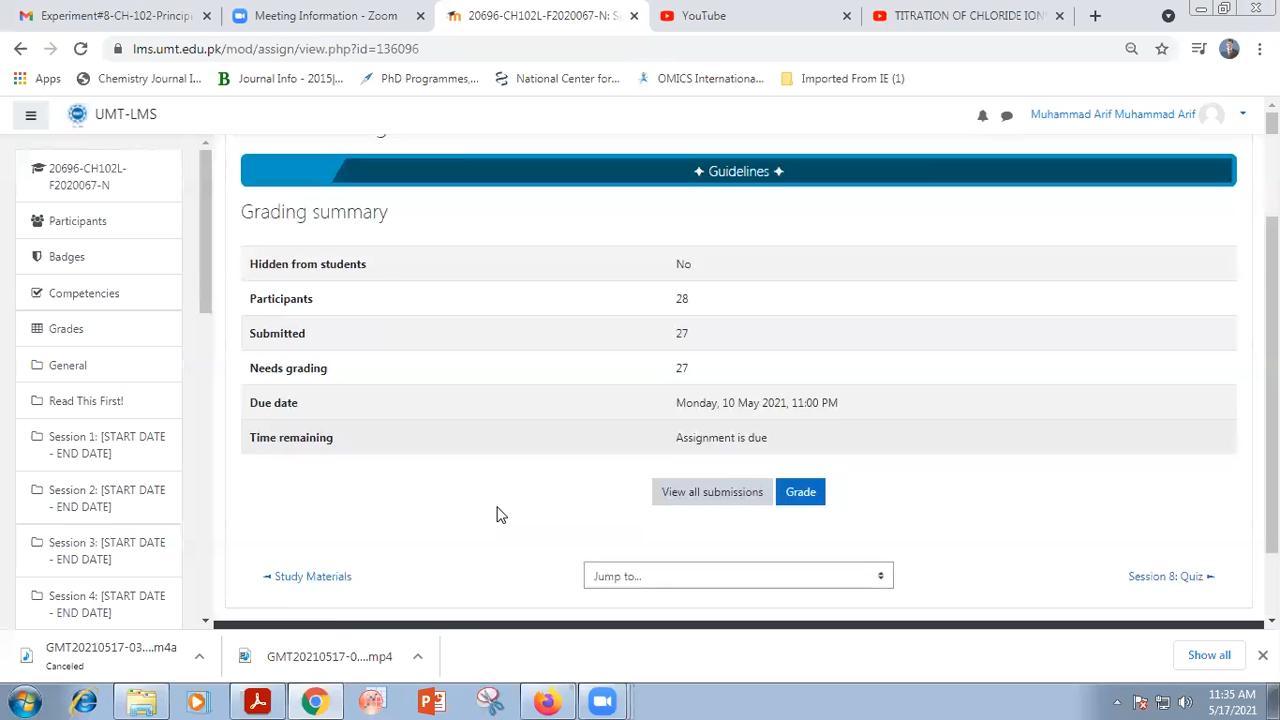 Experiment#8-CH-102-Princip
Meeting Information - Zoom
20696-CH102L-F2020067-N: S
YouTube
TITRATION OF CHLORIDE ION
lms.umt.edu.pk/mod/assign/view.php?id=136096
Apps
Chemistry Journal I...
Journal Info - 2015|...
PhD Programmes,...
National Center for...
OMICS Internationa...
Imported From IE (1)
UMT-LMS
Muhammad Arif Muhammad Arif
20696-CH102L-
F2020067-N
Participants
Badges
Competencies
Grades
General
Read This First!
Session 1: [START DATE
- END DATE]
Session 2: [START DATE
- END DATE]
Session 3: [START DATE
- END DATE]
Session 4: [START DATE
- END DATE]
✦ Guidelines ✦
Grading summary
Hidden from students No
Participants 28
Submitted 27
Needs grading 27
Due date Monday, 10 May 2021, 11:00 PM
Time remaining Assignment is due
View all submissions Grade
◄ Study Materials
Jump to...
Session 8: Quiz ►
GMT20210517-03....m4a
Canceled
GMT20210517-0....mp4
Show all
11:35 AM
5/17/2021